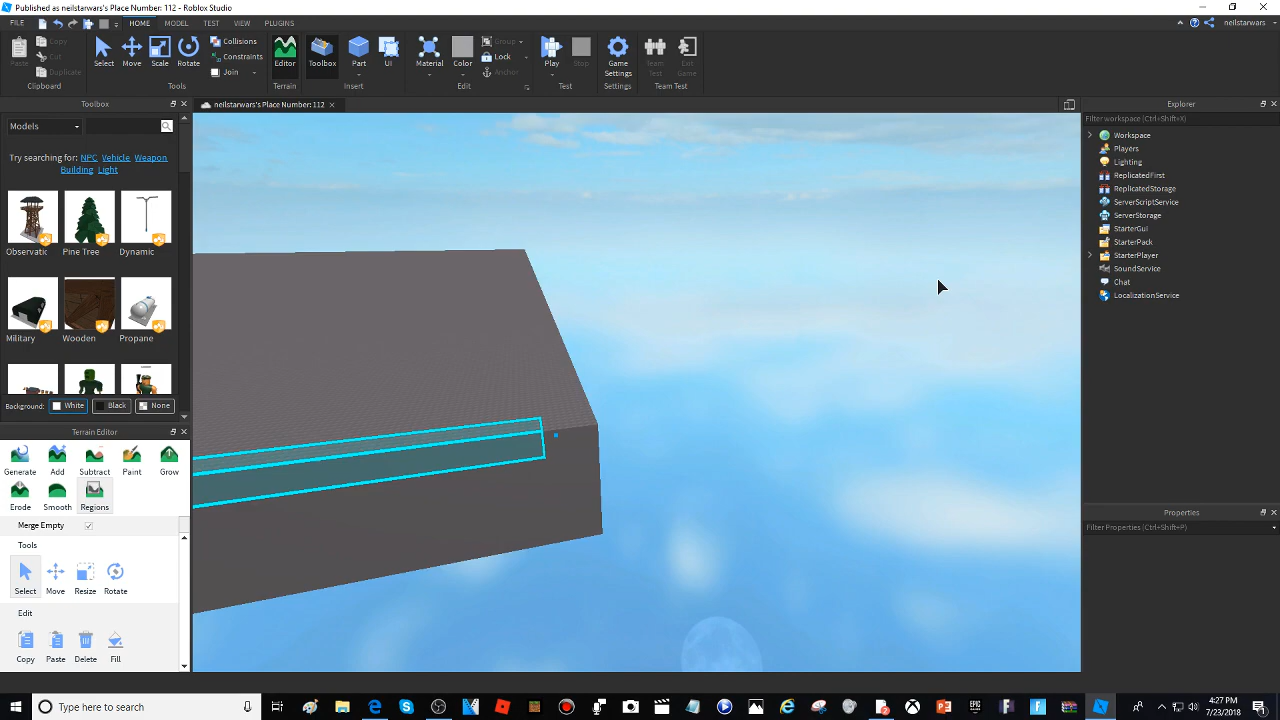 Published as neilstarwars's Place Number: 112 - Roblox Studio
FILE HOME MODEL TEST VIEW PLUGINS neilstarwars
Paste Copy Cut Duplicate Select Move Scale Rotate Collisions Constraints Join Editor Toolbox Part UI Material Color Group Lock Anchor Play Stop Game Settings Team Test Exit Game
Clipboard Tools Terrain Insert Edit Test Settings Team Test
Toolbox
neilstarwars's Place Number: 112
Explorer
Models
Filter workspace (Ctrl+Shift+X)
Try searching for: NPC Vehicle Weapon
Building Light
Observatic Pine Tree Dynamic
Military Wooden Propane
Background: White Black None
Workspace
Players
Lighting
ReplicatedFirst
ReplicatedStorage
ServerScriptService
ServerStorage
StarterGui
StarterPack
StarterPlayer
SoundService
Chat
LocalizationService
Terrain Editor
Generate Add Subtract Paint Grow
Erode Smooth Regions
Merge Empty
Tools
Select Move Resize Rotate
Edit
Copy Paste Delete Fill
Properties
Filter Properties (Ctrl+Shift+P)
Type here to search
4:27 PM
7/23/2018